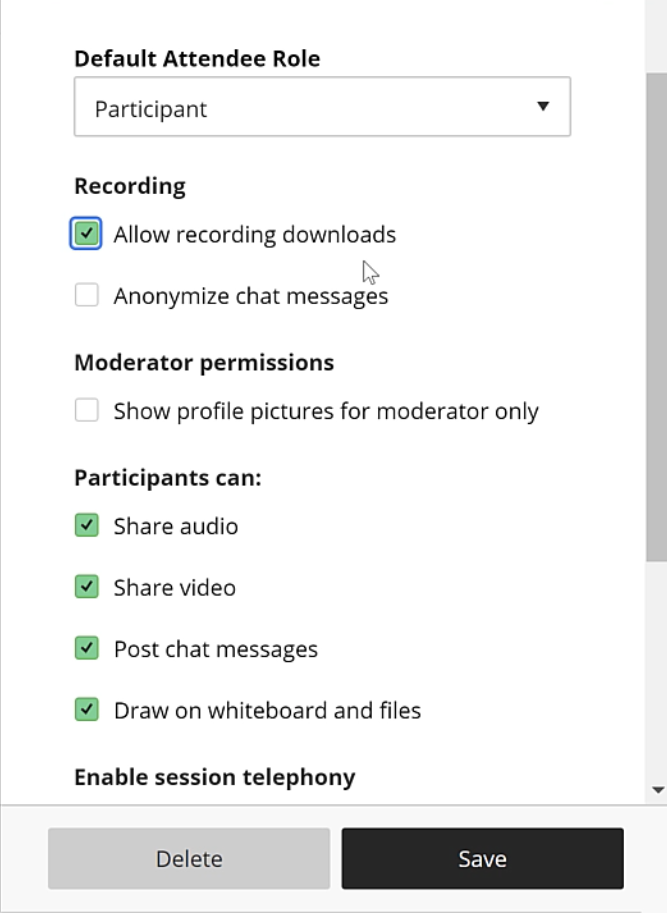 Default Attendee Role
Participant
Recording
Allow recording downloads
Anonymize chat messages
Moderator permissions
Show profile pictures for moderator only
Participants can:
Share audio
Share video
Post chat messages
Draw on whiteboard and files
Enable session telephony
Delete
Save